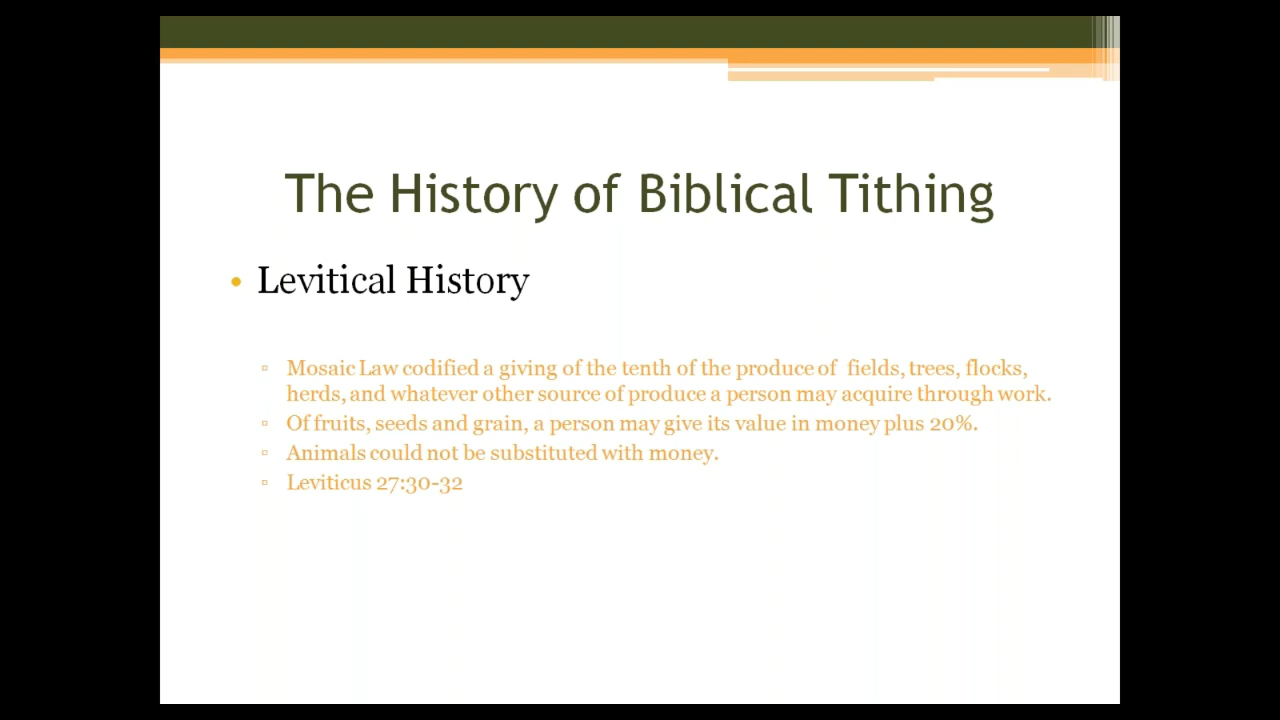 The History of Biblical Tithing
• Levitical History
▫ Mosaic Law codified a giving of the tenth of the produce of fields, trees, flocks,
herds, and whatever other source of produce a person may acquire through work.
▫ Of fruits, seeds and grain, a person may give its value in money plus 20%.
▫ Animals could not be substituted with money.
▫ Leviticus 27:30-32